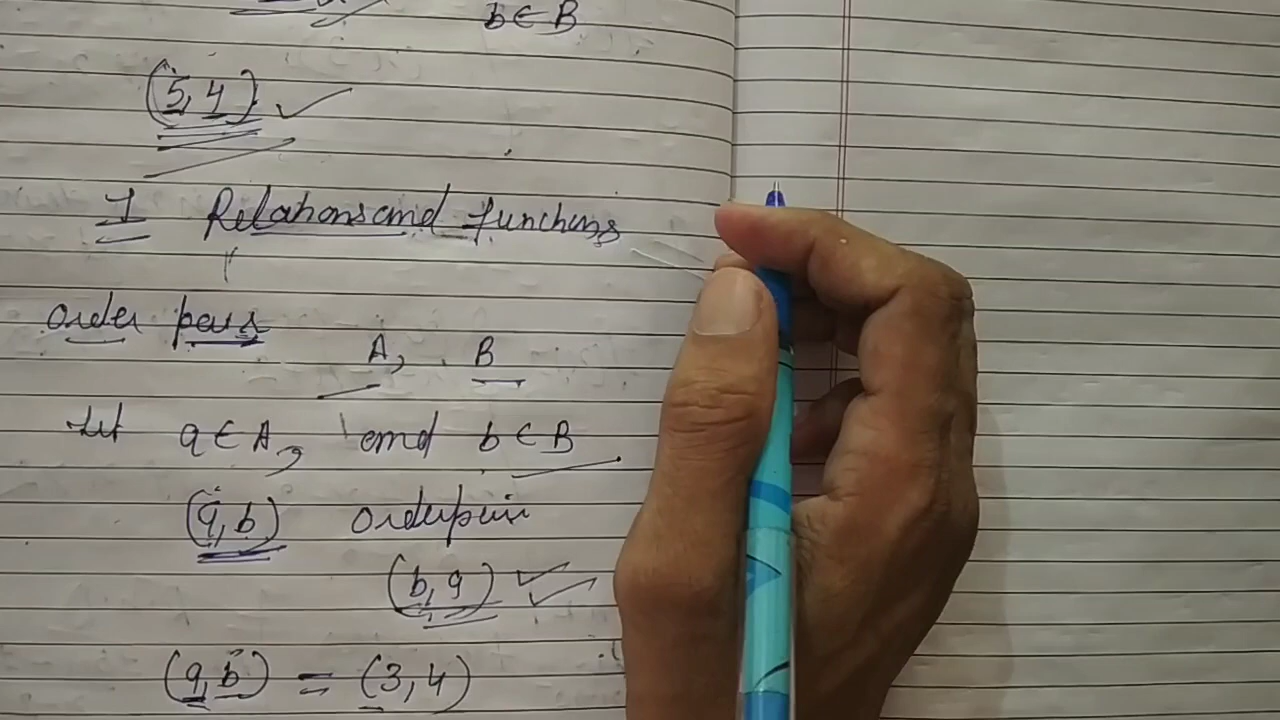 b ∈ B
(5, 4) ✓
1 Relations and functions
order pairs
A, B
Let a ∈ A, and b ∈ B
(a, b) orderpair
(b, a) ✓✓
(a, b) = (3, 4)